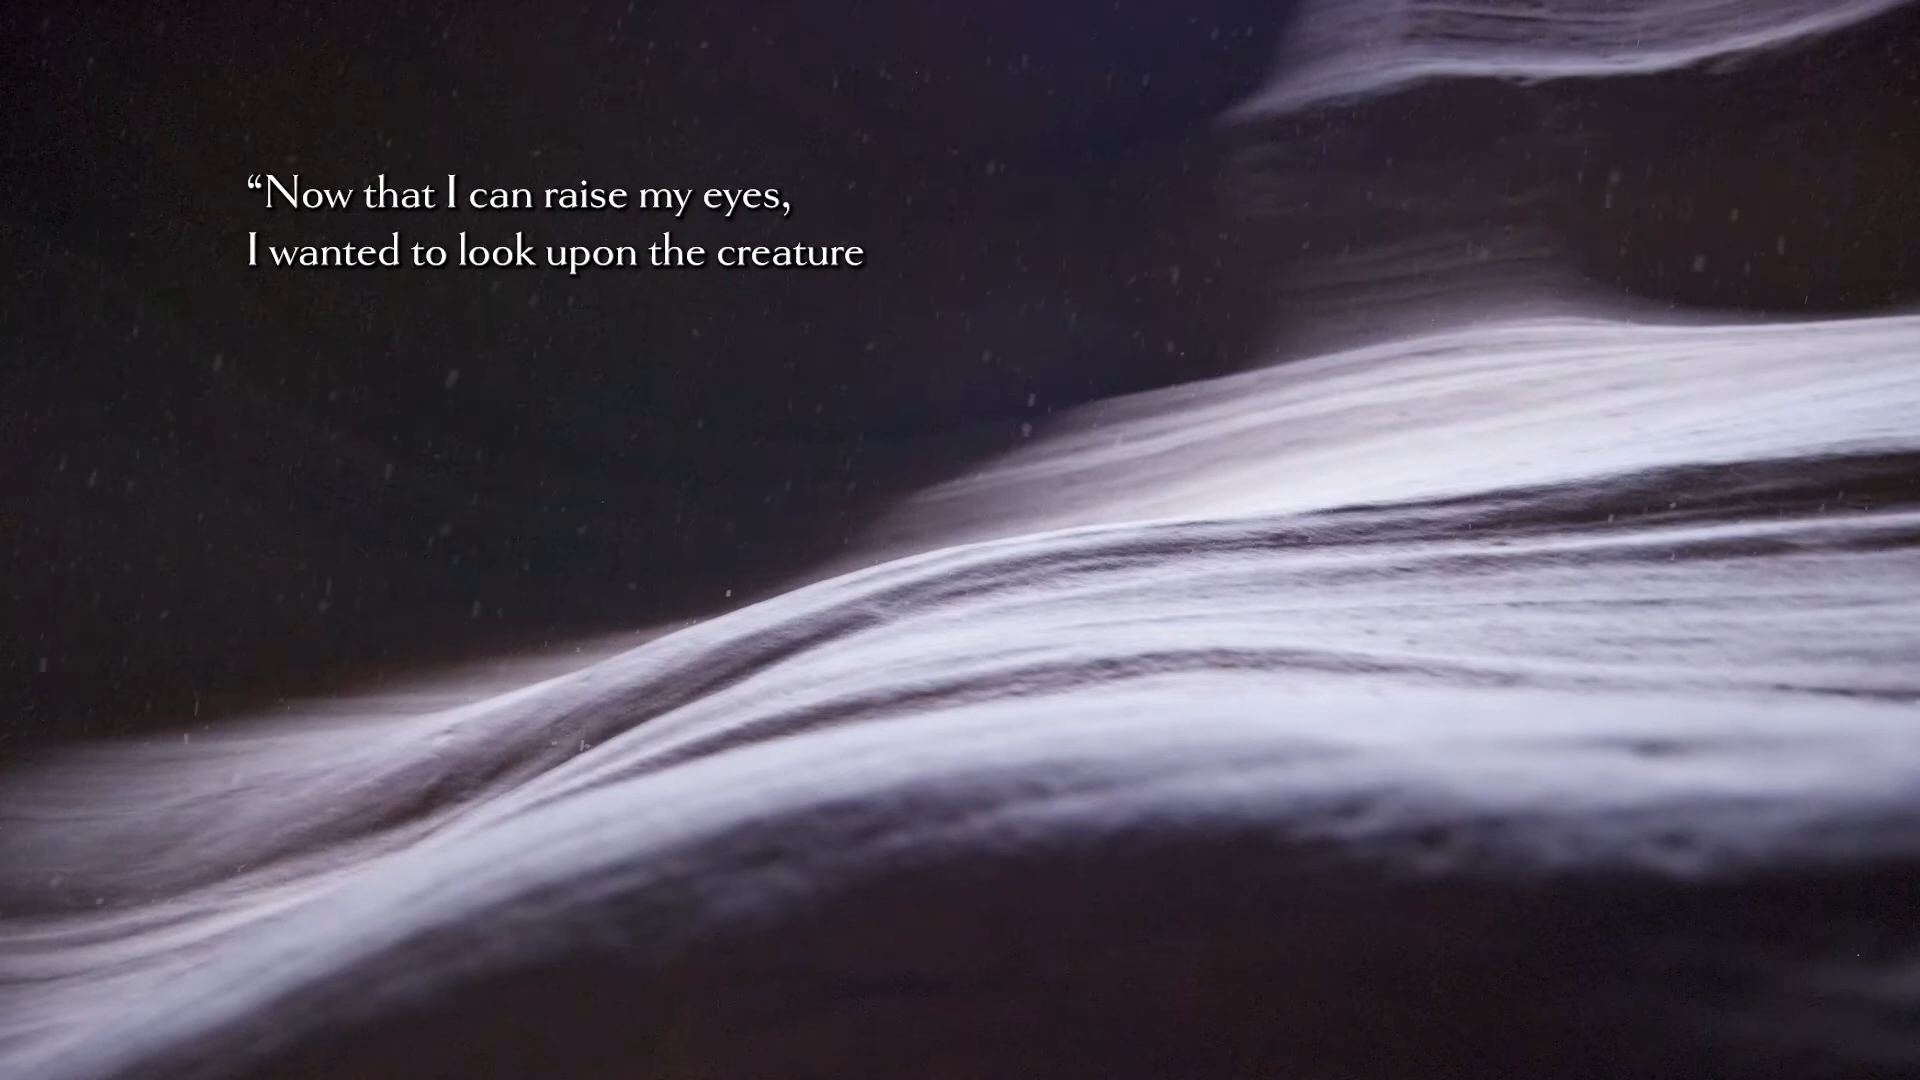 “Now that I can raise my eyes,
I wanted to look upon the creature